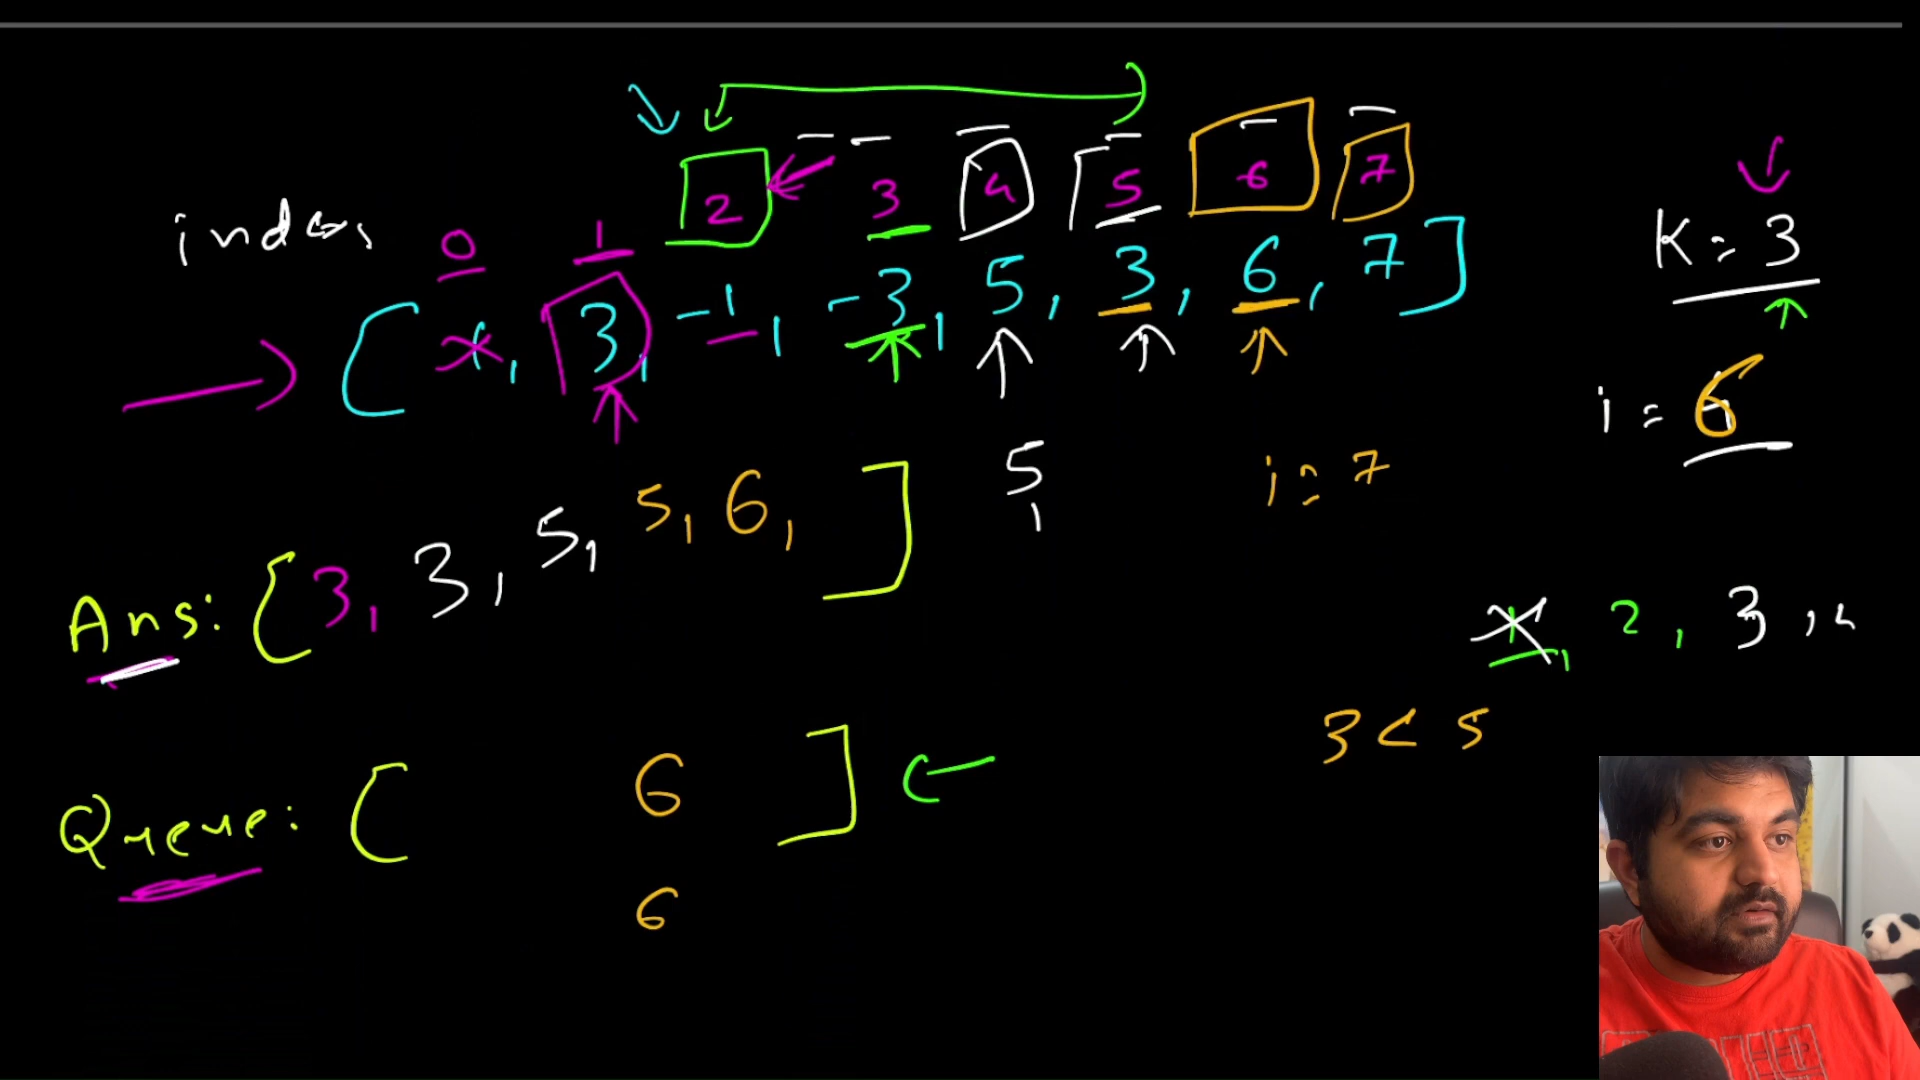 2 3 4 5 6 7
index 0 1
K = 3
[ 1, 3, -1, -3, 5, 3, 6, 7 ]
i = 6
5, i = 7
Ans: [ 3, 3, 5, 5, 6, ]
1, 2, 3, 4
3 < 5
Queue: [ 6 ]
6